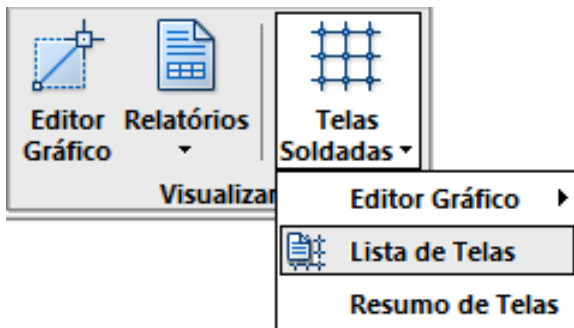 Editor Gráfico
Relatórios
Telas Soldadas
Visualizar
Editor Gráfico
Lista de Telas
Resumo de Telas